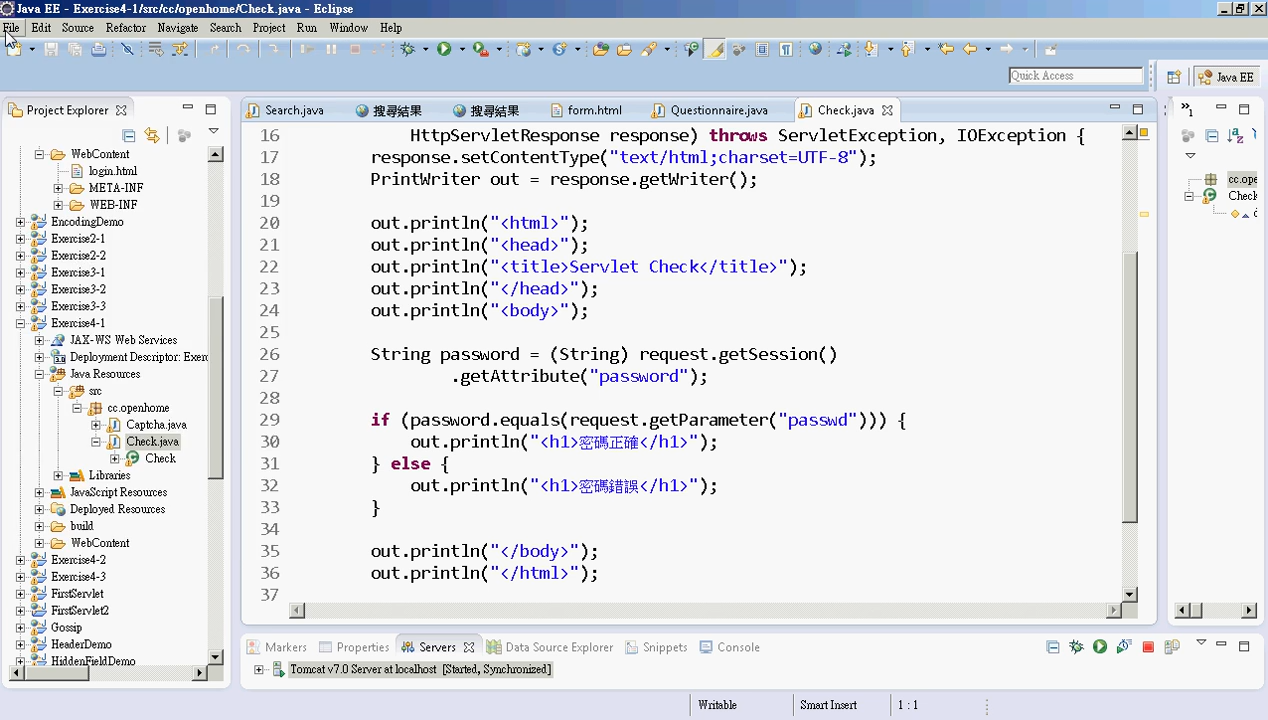 Java EE - Exercise4-1/src/cc/openhome/Check.java - Eclipse
File Edit Source Refactor Navigate Search Project Run Window Help
Quick Access
Java EE
Project Explorer
WebContent
login.html
META-INF
WEB-INF
EncodingDemo
Exercise2-1
Exercise2-2
Exercise3-1
Exercise3-2
Exercise3-3
Exercise4-1
JAX-WS Web Services
Deployment Descriptor: Exerc
Java Resources
src
cc.openhome
Captcha.java
Check.java
Check
Libraries
JavaScript Resources
Deployed Resources
build
WebContent
Exercise4-2
Exercise4-3
FirstServlet
FirstServlet2
Gossip
HeaderDemo
HiddenFieldDemo
Search.java 搜尋結果 搜尋結果 form.html Questionnaire.java Check.java
16 HttpServletResponse response) throws ServletException, IOException {
17 response.setContentType("text/html;charset=UTF-8");
18 PrintWriter out = response.getWriter();
19
20 out.println("<html>");
21 out.println("<head>");
22 out.println("<title>Servlet Check</title>");
23 out.println("</head>");
24 out.println("<body>");
25
26 String password = (String) request.getSession()
27 .getAttribute("password");
28
29 if (password.equals(request.getParameter("passwd"))) {
30 out.println("<h1>密碼正確</h1>");
31 } else {
32 out.println("<h1>密碼錯誤</h1>");
33 }
34
35 out.println("</body>");
36 out.println("</html>");
37
»1
cc.ope
Check
Markers Properties Servers Data Source Explorer Snippets Console
Tomcat v7.0 Server at localhost [Started, Synchronized]
Writable Smart Insert 1 : 1